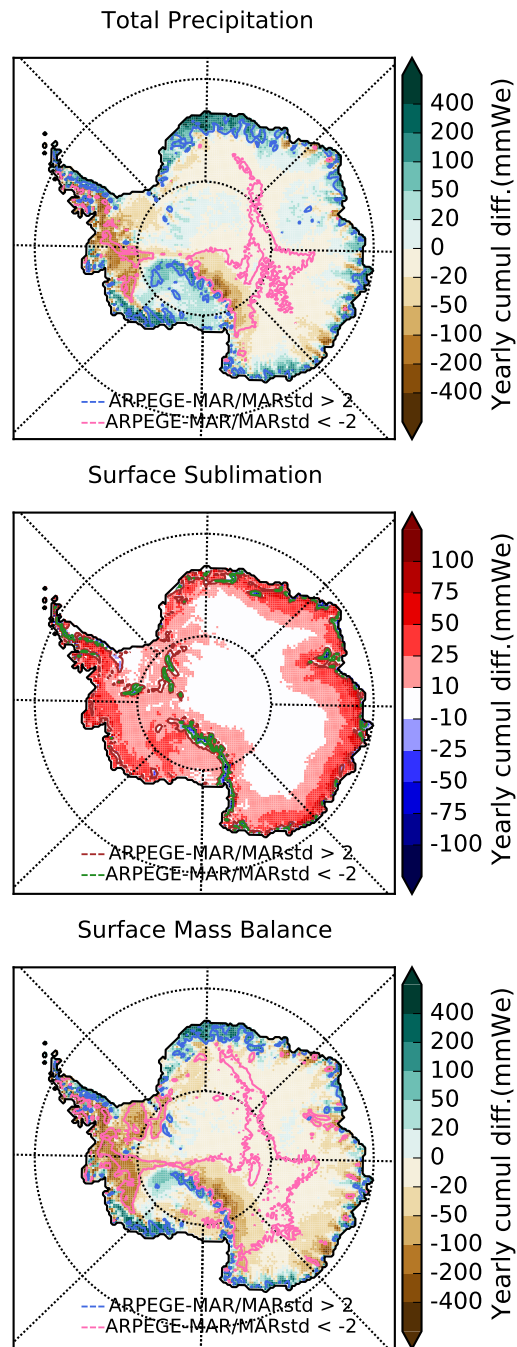 Total Precipitation
400
200
100
50
20
0
-20
-50
-100
-200
-400
Yearly cumul diff.(mmWe)
ARPEGE-MAR/MARstd > 2
ARPEGE-MAR/MARstd < -2
Surface Sublimation
100
75
50
25
10
-10
-25
-50
-75
-100
Yearly cumul diff.(mmWe)
ARPEGE-MAR/MARstd > 2
ARPEGE-MAR/MARstd < -2
Surface Mass Balance
400
200
100
50
20
0
-20
-50
-100
-200
-400
Yearly cumul diff.(mmWe)
ARPEGE-MAR/MARstd > 2
ARPEGE-MAR/MARstd < -2